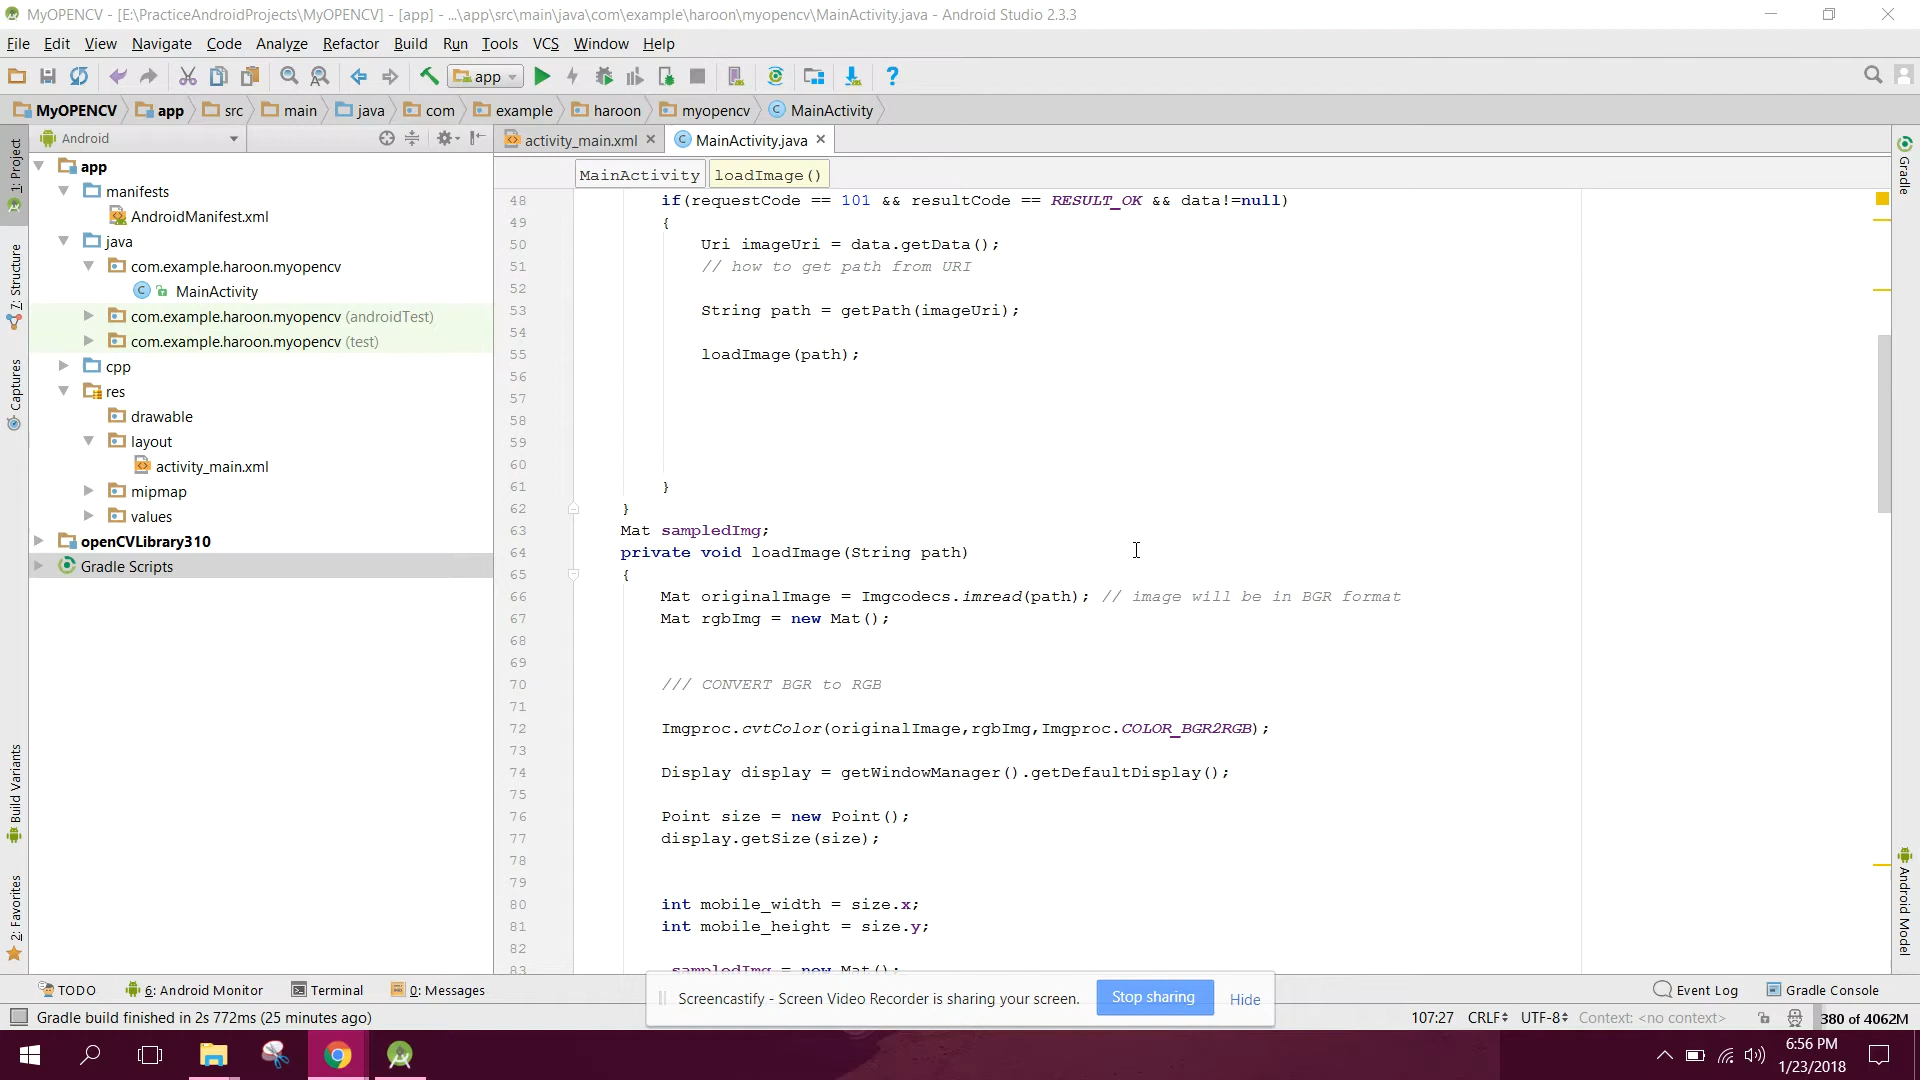 MyOPENCV - [E:\PracticeAndroidProjects\MyOPENCV] - [app] - ...\app\src\main\java\com\example\haroon\myopencv\MainActivity.java - Android Studio 2.3.3
File Edit View Navigate Code Analyze Refactor Build Run Tools VCS Window Help
app
MyOPENCV app src main java com example haroon myopencv MainActivity
Android
activity_main.xml MainActivity.java
MainActivity loadImage()
1: Project
7: Structure
Captures
Build Variants
2: Favorites
app
manifests
AndroidManifest.xml
java
com.example.haroon.myopencv
MainActivity
com.example.haroon.myopencv (androidTest)
com.example.haroon.myopencv (test)
cpp
res
drawable
layout
activity_main.xml
mipmap
values
openCVLibrary310
Gradle Scripts
48 if(requestCode == 101 && resultCode == RESULT_OK && data!=null)
49 {
50 Uri imageUri = data.getData();
51 // how to get path from URI
52
53 String path = getPath(imageUri);
54
55 loadImage(path);
56
57
58
59
60
61 }
62 }
63 Mat sampledImg;
64 private void loadImage(String path)
65 {
66 Mat originalImage = Imgcodecs.imread(path); // image will be in BGR format
67 Mat rgbImg = new Mat();
68
69
70 /// CONVERT BGR to RGB
71
72 Imgproc.cvtColor(originalImage,rgbImg,Imgproc.COLOR_BGR2RGB);
73
74 Display display = getWindowManager().getDefaultDisplay();
75
76 Point size = new Point();
77 display.getSize(size);
78
79
80 int mobile_width = size.x;
81 int mobile_height = size.y;
82
83 sampledImg = new Mat();
Gradle
Android Model
Screencastify - Screen Video Recorder is sharing your screen. Stop sharing Hide
TODO 6: Android Monitor Terminal 0: Messages Event Log Gradle Console
Gradle build finished in 2s 772ms (25 minutes ago) 107:27 CRLF UTF-8 Context: <no context> 380 of 4062M
6:56 PM
1/23/2018